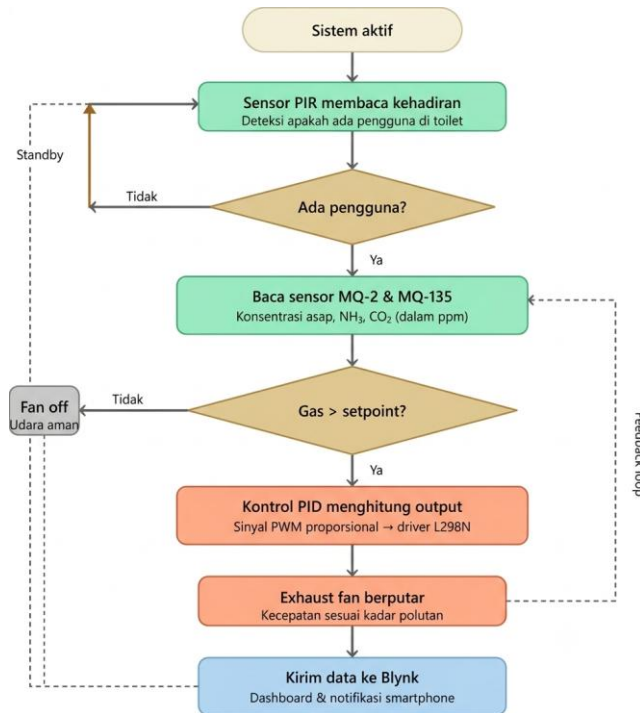 Sistem aktif
Sensor PIR membaca kehadiran
Deteksi apakah ada pengguna di toilet
Standby
Tidak
Ada pengguna?
Ya
Baca sensor MQ-2 & MQ-135
Konsentrasi asap, NH₃, CO₂ (dalam ppm)
Fan off
Udara aman
Tidak
Gas > setpoint?
Feedback loop
Ya
Kontrol PID menghitung output
Sinyal PWM proporsional → driver L298N
Exhaust fan berputar
Kecepatan sesuai kadar polutan
Kirim data ke Blynk
Dashboard & notifikasi smartphone